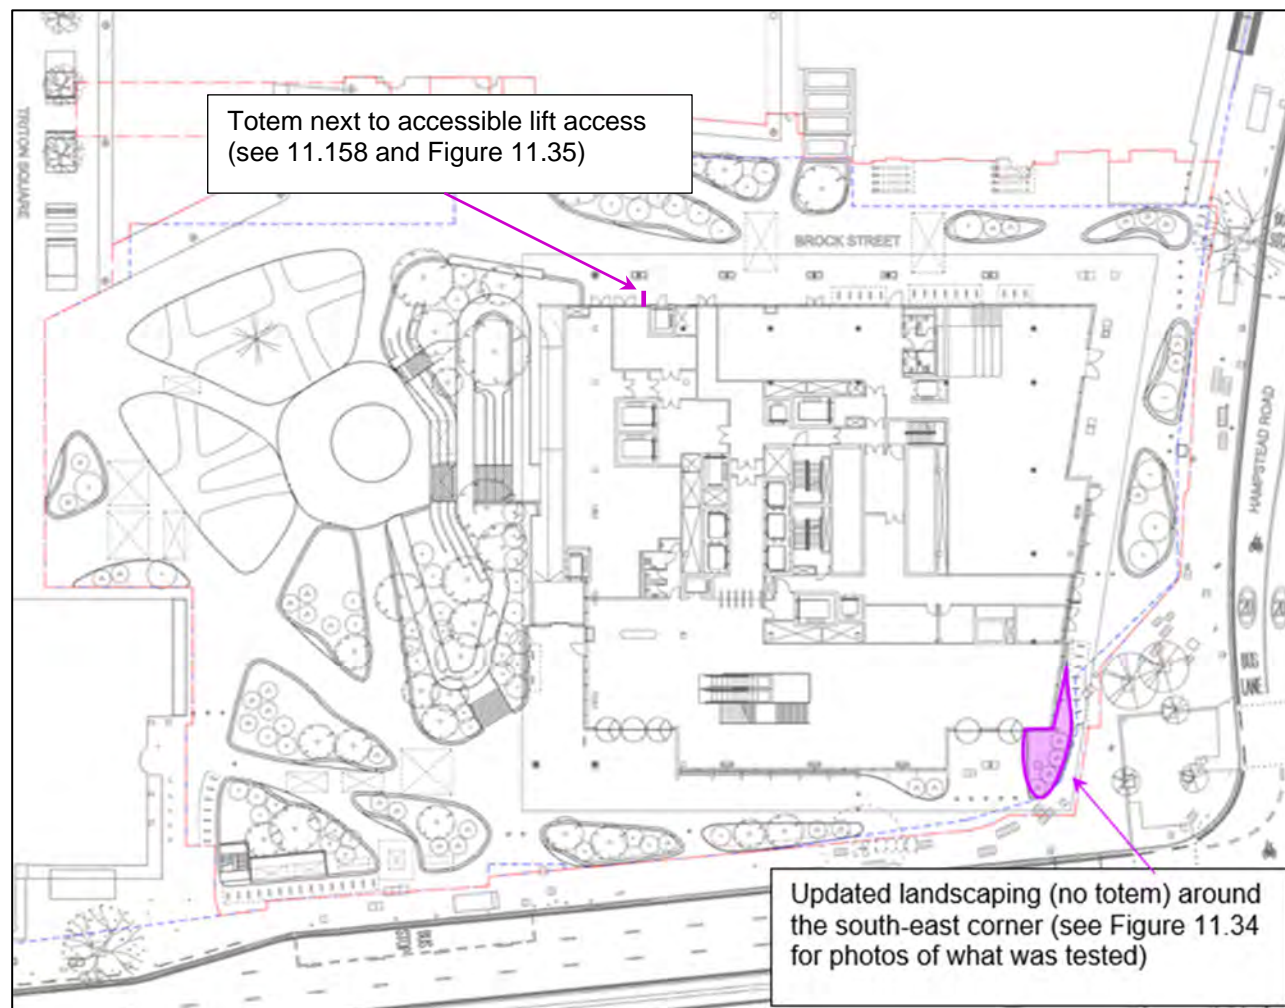 Totem next to accessible lift access
(see 11.158 and Figure 11.35)
TRITON SQUARE
BROCK STREET
HAMPSTEAD ROAD
BUS
LANE
Updated landscaping (no totem) around
the south-east corner (see Figure 11.34
for photos of what was tested)
BUS
STOP